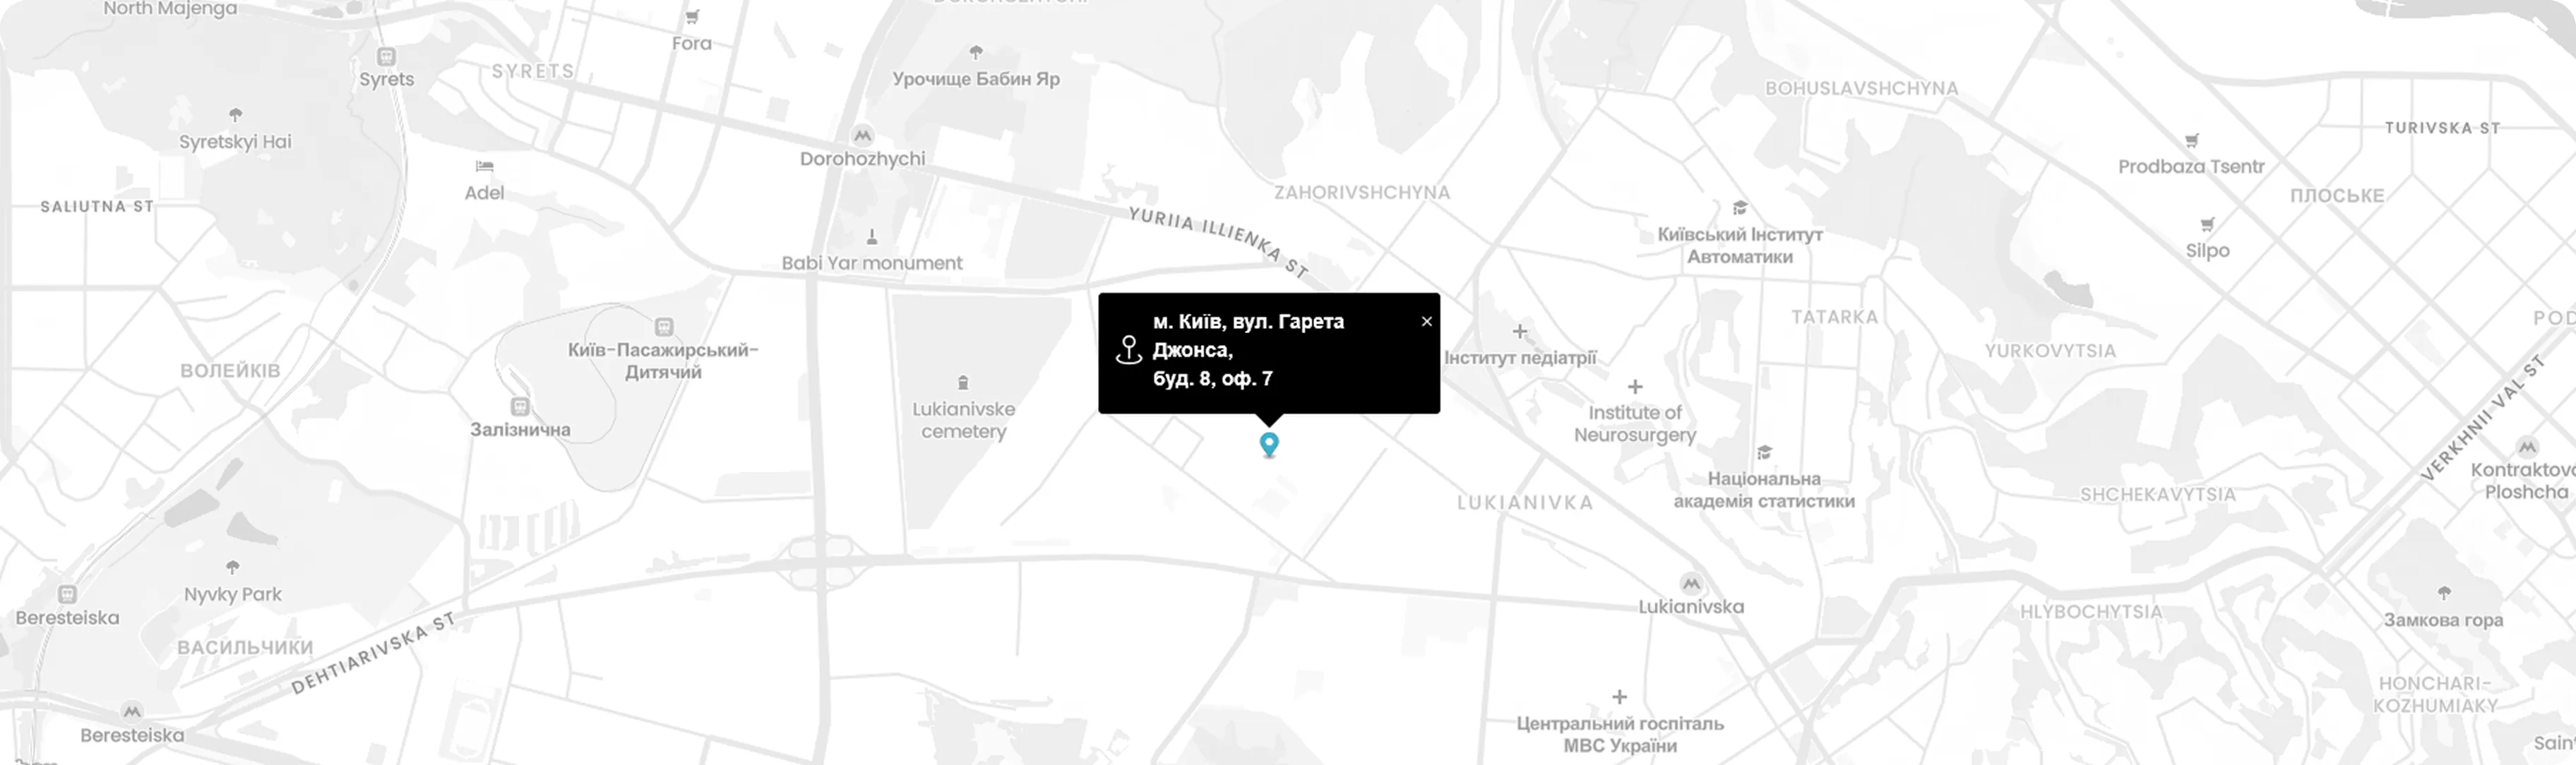 North Majenga
Fora
Syrets
SYRETS
Урочище Бабин Яр
BOHUSLAVSHCHYNA
Syretskyi Hai
TURIVSKA ST
Dorohozhychi
Prodbaza Tsentr
Adel
ZAHORIVSHCHYNA
ПЛОСЬКЕ
SALIUTNA ST
YURIIA ILLIENKA ST
Київський Інститут
Автоматики
Silpo
Babi Yar monument
TATARKA
POD
м. Київ, вул. Гарета
Джонса,
буд. 8, оф. 7
×
Київ-Пасажирський-
Дитячий
Інститут педіатрії
YURKOVYTSIA
ВОЛЕЙКІВ
Lukianivske
cemetery
Institute of
Neurosurgery
VERKHNII VAL ST
Залізнична
Національна
академія статистики
Kontraktov
Ploshcha
SHCHEKAVYTSIA
LUKIANIVKA
Nyvky Park
Beresteiska
Lukianivska
HLYBOCHYTSIA
Замкова гора
ВАСИЛЬЧИКИ
DEHTIARIVSKA ST
HONCHARI-
KOZHUMIAKY
Beresteiska
Центральний госпіталь
МВС України
Sain